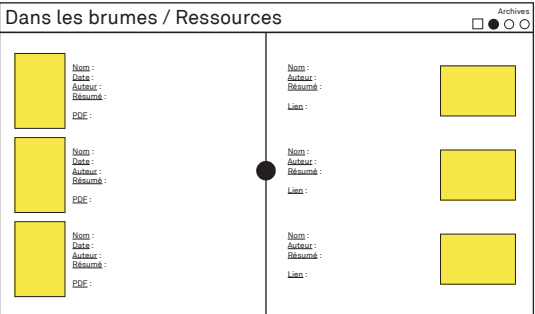 Dans les brumes / Ressources
Archives
Nom :
Date :
Auteur :
Résumé :
PDF :
Nom :
Date :
Auteur :
Résumé :
PDF :
Nom :
Date :
Auteur :
Résumé :
PDF :
Nom :
Auteur :
Résumé :
Lien :
Nom :
Auteur :
Résumé :
Lien :
Nom :
Auteur :
Résumé :
Lien :